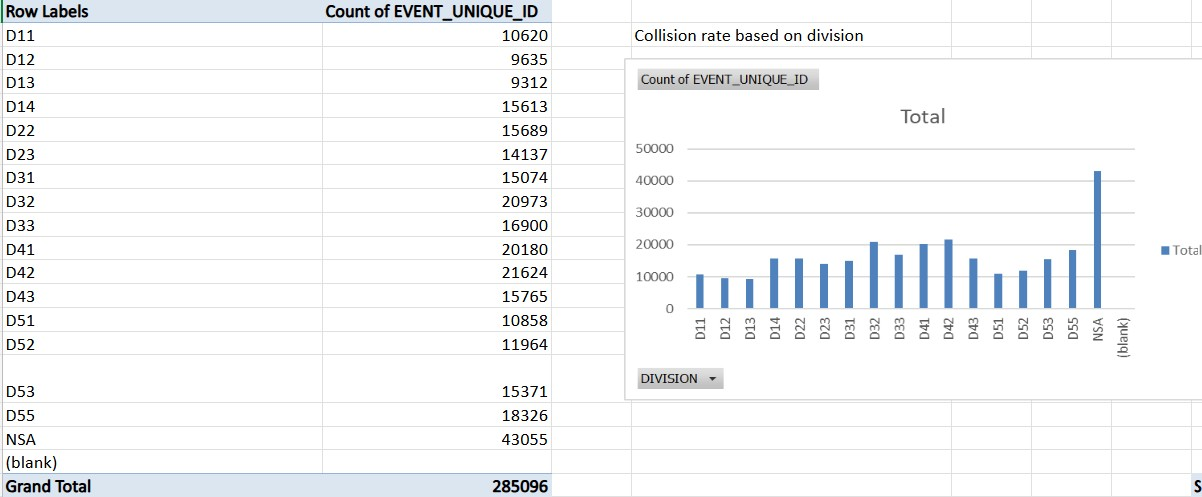 Row Labels Count of EVENT_UNIQUE_ID
D11 10620
D12 9635
D13 9312
D14 15613
D22 15689
D23 14137
D31 15074
D32 20973
D33 16900
D41 20180
D42 21624
D43 15765
D51 10858
D52 11964
D53 15371
D55 18326
NSA 43055
(blank)
Grand Total 285096
Collision rate based on division
Count of EVENT_UNIQUE_ID
Total
50000
40000
30000
20000
10000
0
D11 D12 D13 D14 D22 D23 D31 D32 D33 D41 D42 D43 D51 D52 D53 D55 NSA (blank)
Total
DIVISION